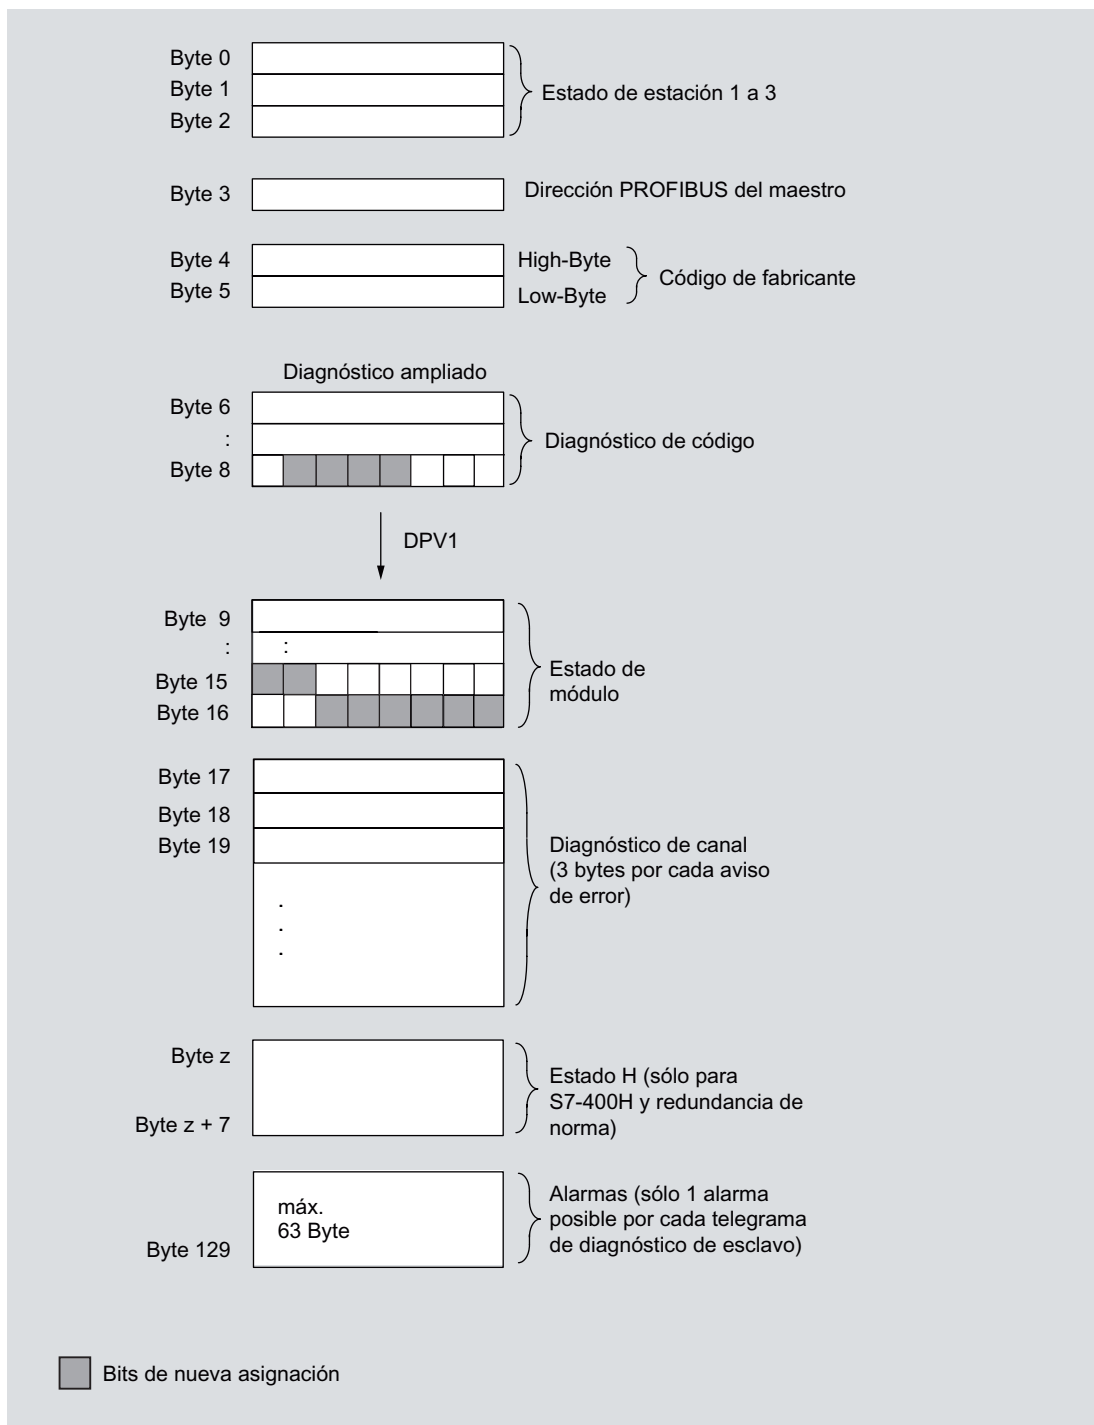 Byte 0
Byte 1
Byte 2
Estado de estación 1 a 3
Byte 3
Dirección PROFIBUS del maestro
Byte 4
High-Byte
Byte 5
Low-Byte
Código de fabricante
Diagnóstico ampliado
Byte 6
:
Byte 8
Diagnóstico de código
DPV1
Byte 9
: :
Byte 15
Byte 16
Estado de
módulo
Byte 17
Byte 18
Byte 19
Diagnóstico de canal
(3 bytes por cada aviso
de error)
.
.
.
Byte z
Byte z + 7
Estado H (sólo para
S7-400H y redundancia de
norma)
máx.
63 Byte
Byte 129
Alarmas (sólo 1 alarma
posible por cada telegrama
de diagnóstico de esclavo)
Bits de nueva asignación